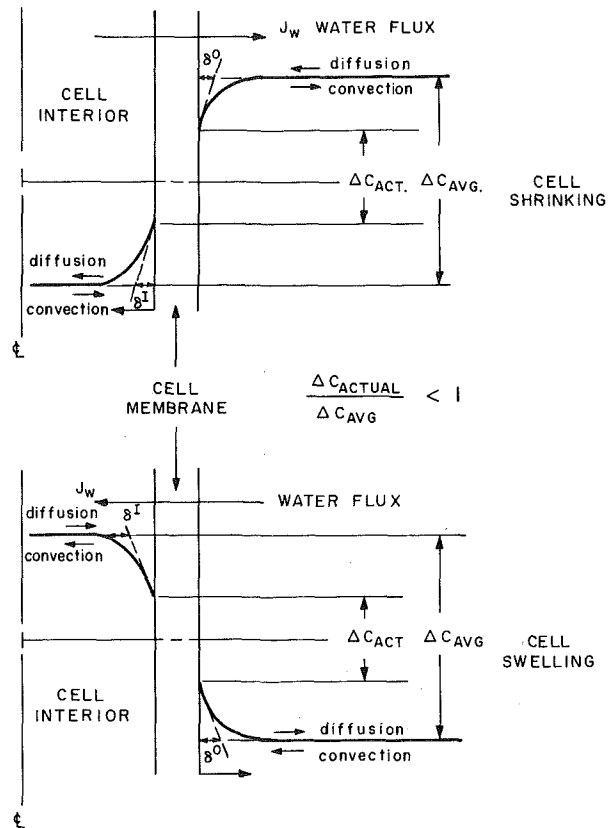 J_W WATER FLUX
δ^O
diffusion
convection
CELL
INTERIOR
ΔC_ACT. ΔC_AVG.
CELL
SHRINKING
diffusion
convection
δ^I
℄
CELL
MEMBRANE
ΔC_ACTUAL
ΔC_AVG
< 1
J_W
WATER FLUX
diffusion
δ^I
convection
ΔC_ACT ΔC_AVG
CELL
SWELLING
CELL
INTERIOR
diffusion
convection
δ^O
℄